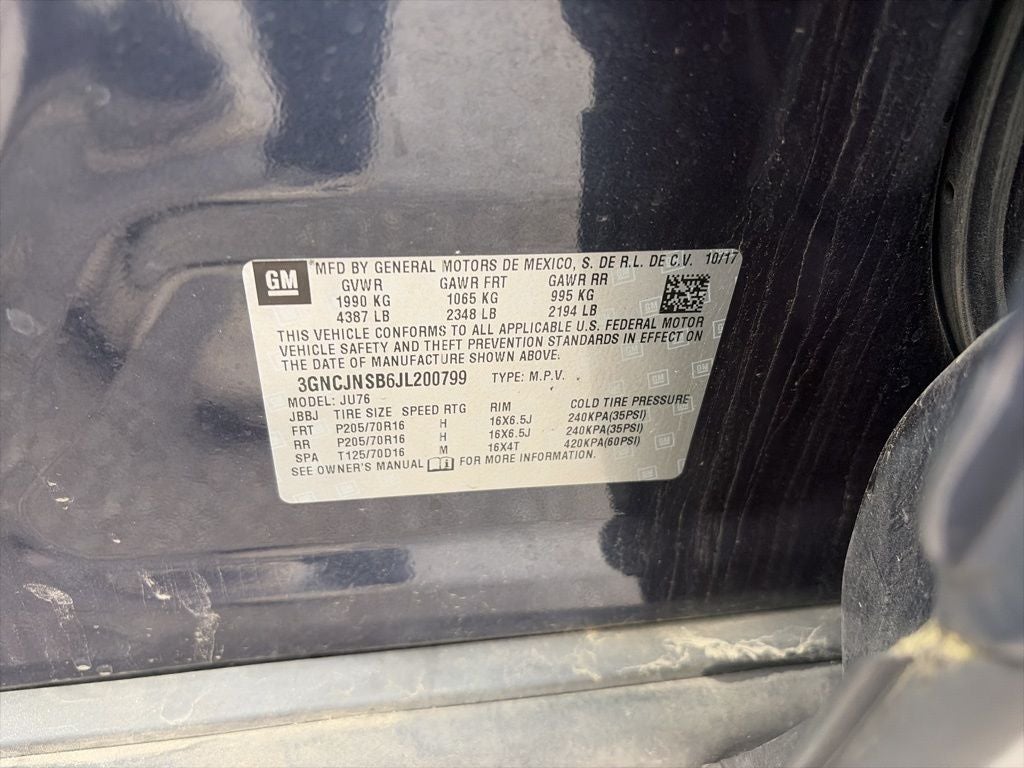 GM *MFD BY GENERAL MOTORS DE MEXICO, S. DE R.L. DE C.V. 10/17
GVWR GAWR FRT GAWR RR
1990 KG 1065 KG 995 KG
4387 LB 2348 LB 2194 LB
THIS VEHICLE CONFORMS TO ALL APPLICABLE U.S. FEDERAL MOTOR
VEHICLE SAFETY AND THEFT PREVENTION STANDARDS IN EFFECT ON
THE DATE OF MANUFACTURE SHOWN ABOVE.
3GNCJNSB6JL200799 TYPE: M.P.V.
MODEL: JU76
JBBJ TIRE SIZE SPEED RTG RIM COLD TIRE PRESSURE
FRT P205/70R16 H 16X6.5J 240KPA(35PSI)
RR P205/70R16 H 16X6.5J 240KPA(35PSI)
SPA T125/70D16 M 16X4T 420KPA(60PSI)
SEE OWNER'S MANUAL FOR MORE INFORMATION.